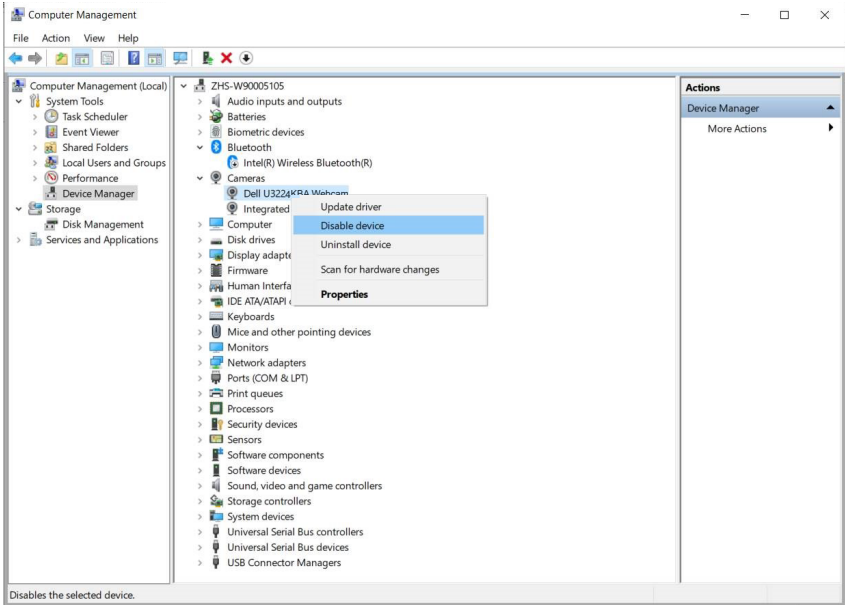 Computer Management
File Action View Help
Computer Management (Local)
System Tools
Task Scheduler
Event Viewer
Shared Folders
Local Users and Groups
Performance
Device Manager
Storage
Disk Management
Services and Applications
ZHS-W90005105
Audio inputs and outputs
Batteries
Biometric devices
Bluetooth
Intel(R) Wireless Bluetooth(R)
Cameras
Dell U3224KBA Webcam
Integrated
Computer
Disk drives
Display adapte
Firmware
Human Interfa
IDE ATA/ATAPI
Keyboards
Mice and other pointing devices
Monitors
Network adapters
Ports (COM & LPT)
Print queues
Processors
Security devices
Sensors
Software components
Software devices
Sound, video and game controllers
Storage controllers
System devices
Universal Serial Bus controllers
Universal Serial Bus devices
USB Connector Managers
Update driver
Disable device
Uninstall device
Scan for hardware changes
Properties
Actions
Device Manager
More Actions
Disables the selected device.